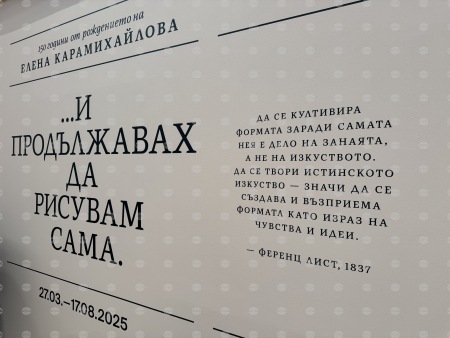 150 години от рождението на
ЕЛЕНА КАРАМИХАЙЛОВА
...И
ПРОДЪЛЖАВАХ
ДА
РИСУВАМ
САМА.
27.03.–17.08.2025
ДА СЕ КУЛТИВИРА
ФОРМАТА ЗАРАДИ САМАТА
НЕЯ Е ДЕЛО НА ЗАНАЯТА,
А НЕ НА ИЗКУСТВОТО.
ДА СЕ ТВОРИ ИСТИНСКОТО
ИЗКУСТВО – ЗНАЧИ ДА СЕ
СЪЗДАВА И ВЪЗПРИЕМА
ФОРМАТА КАТО ИЗРАЗ НА
ЧУВСТВА И ИДЕИ.
— ФЕРЕНЦ ЛИСТ, 1837